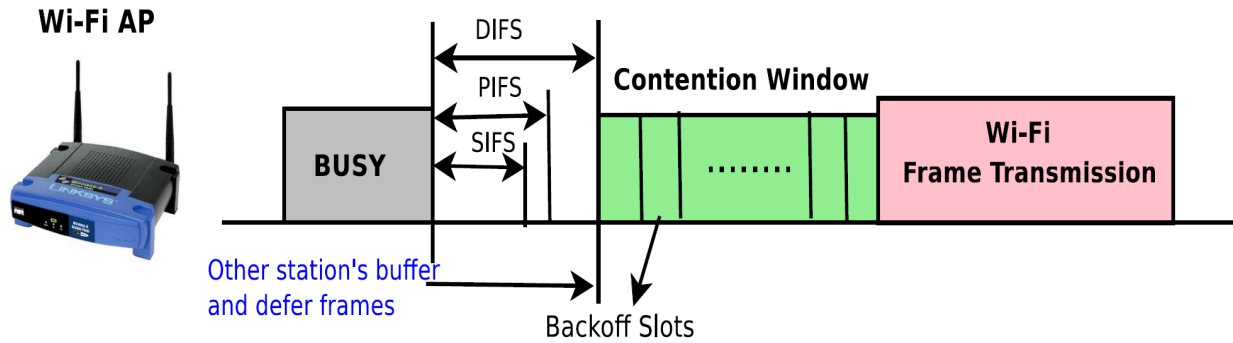 Wi-Fi AP
DIFS
PIFS
SIFS
Contention Window
BUSY
........
Wi-Fi
Frame Transmission
LINKSYS
Other station's buffer
and defer frames
Backoff Slots